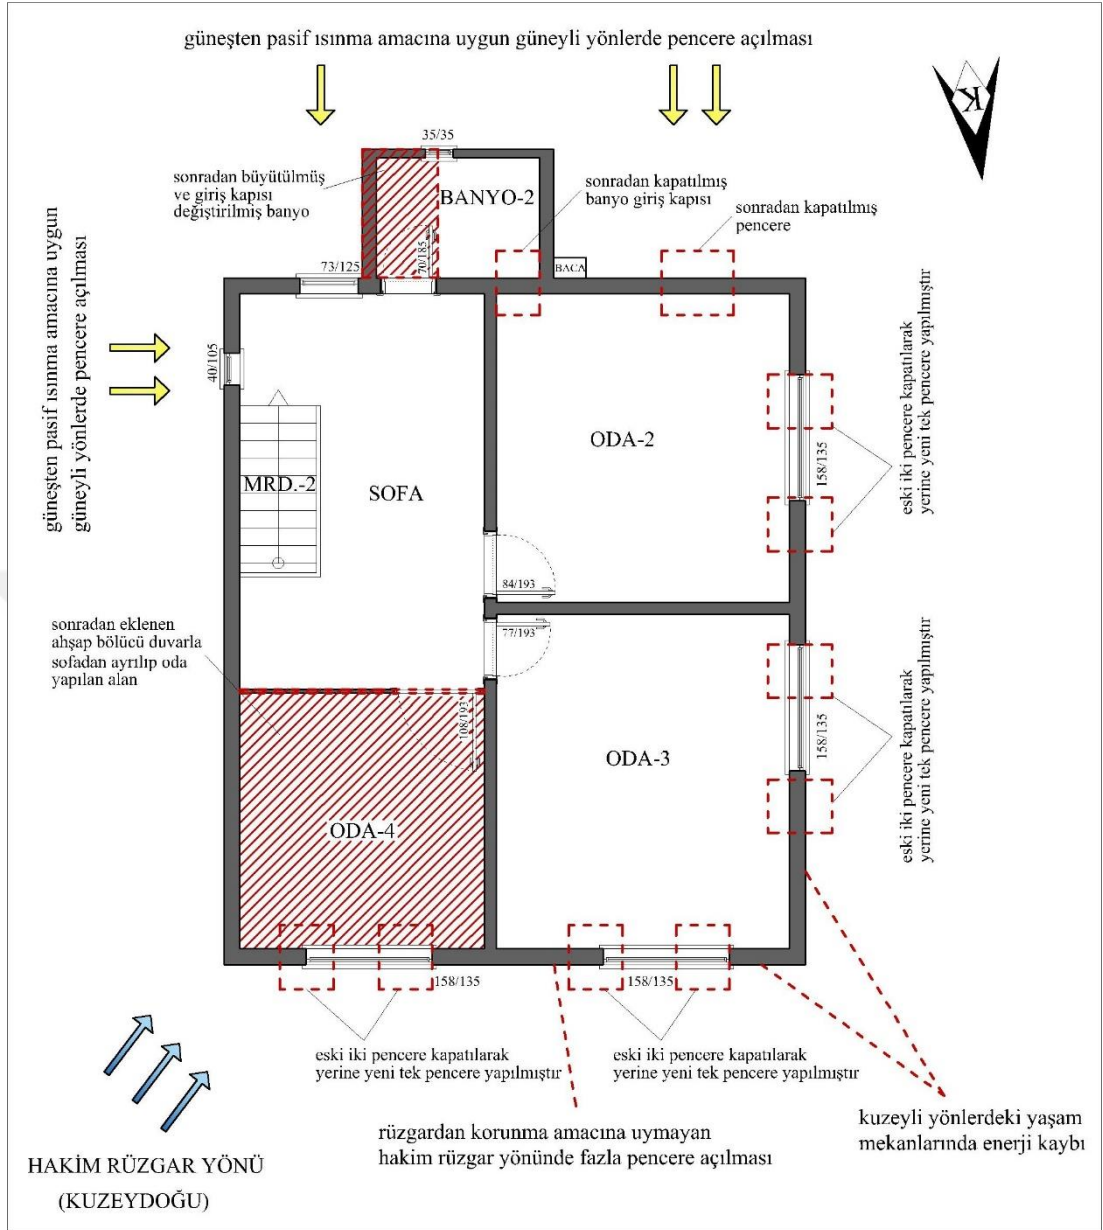 güneşten pasif ısınma amacına uygun güneyli yönlerde pencere açılması
K
35/35
sonradan büyütülmüş
ve giriş kapısı
değiştirilmiş banyo
BANYO-2
sonradan kapatılmış
banyo giriş kapısı
sonradan kapatılmış
pencere
70/185
73/125
BACA
güneşten pasif ısınma amacına uygun
güneyli yönlerde pencere açılması
40/105
eski iki pencere kapatılarak
yerine yeni tek pencere yapılmıştır
ODA-2
158/135
MRD.-2
SOFA
84/193
77/193
sonradan eklenen
ahşap bölücü duvarla
sofadan ayrılıp oda
yapılan alan
108/193
eski iki pencere kapatılarak
yerine yeni tek pencere yapılmıştır
158/135
ODA-3
ODA-4
158/135
158/135
eski iki pencere kapatılarak
yerine yeni tek pencere yapılmıştır
eski iki pencere kapatılarak
yerine yeni tek pencere yapılmıştır
rüzgardan korunma amacına uymayan
hakim rüzgar yönünde fazla pencere açılması
kuzeyli yönlerdeki yaşam
mekanlarında enerji kaybı
HAKİM RÜZGAR YÖNÜ
(KUZEYDOĞU)